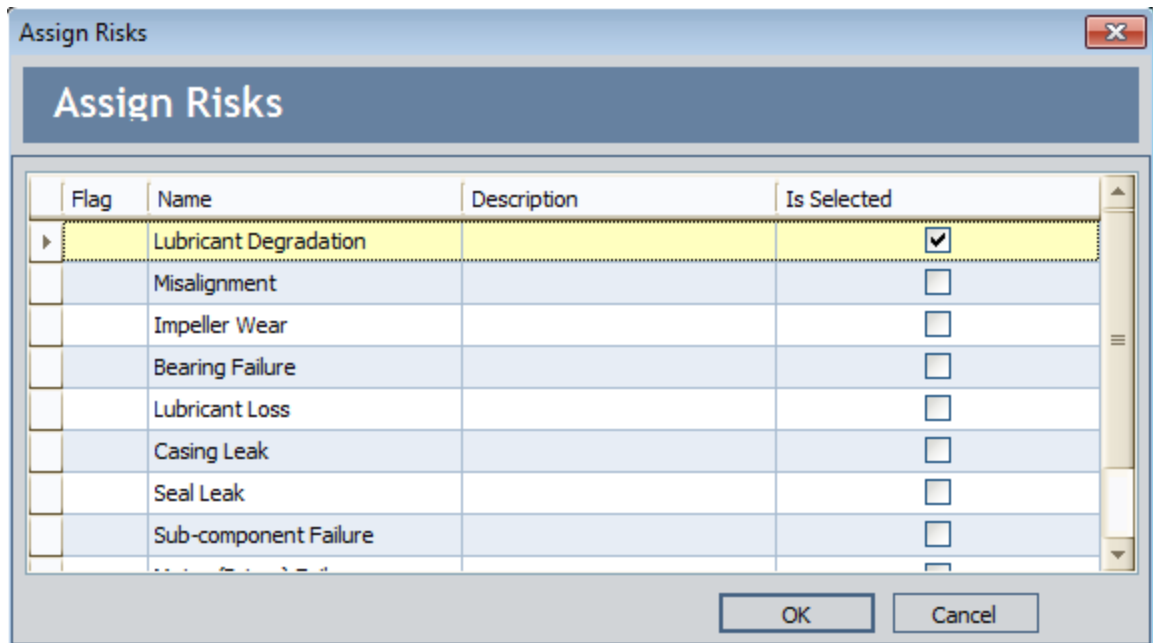 Assign Risks
Assign Risks
Flag Name Description Is Selected
Lubricant Degradation
Misalignment
Impeller Wear
Bearing Failure
Lubricant Loss
Casing Leak
Seal Leak
Sub-component Failure
OK Cancel